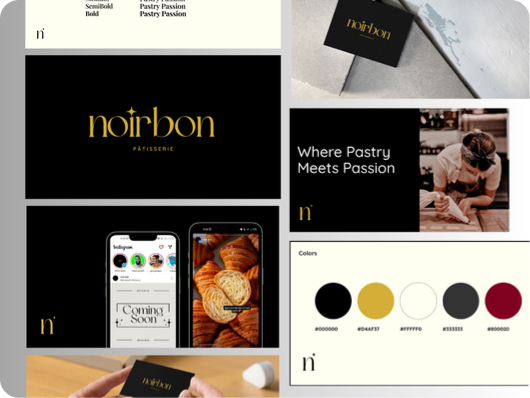 SemiBold Pastry Passion
Bold Pastry Passion
n
noirbon
PÂTISSERIE
Instagram
Coming
Soon
n
noirbon
noirbon
Where Pastry
Meets Passion
n
Colors
#000000 #D4AF37 #FFFFF0 #333333 #800020
n